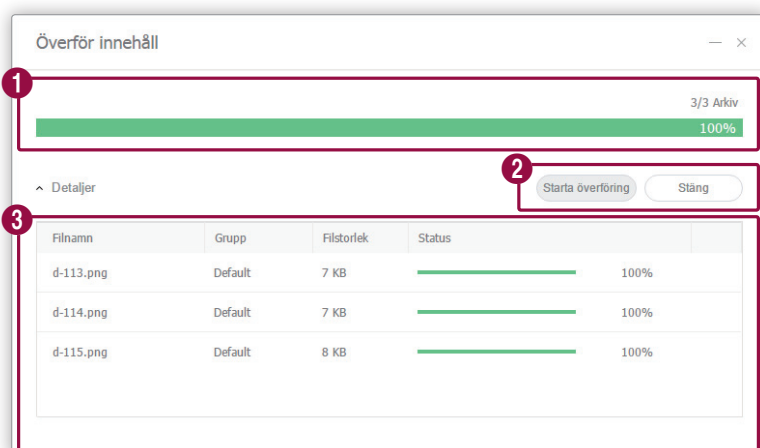 Överför innehåll
1
3/3 Arkiv
100%
2
Detaljer Starta överföring Stäng
3
Filnamn Grupp Filstorlek Status
d-113.png Default 7 KB 100%
d-114.png Default 7 KB 100%
d-115.png Default 8 KB 100%